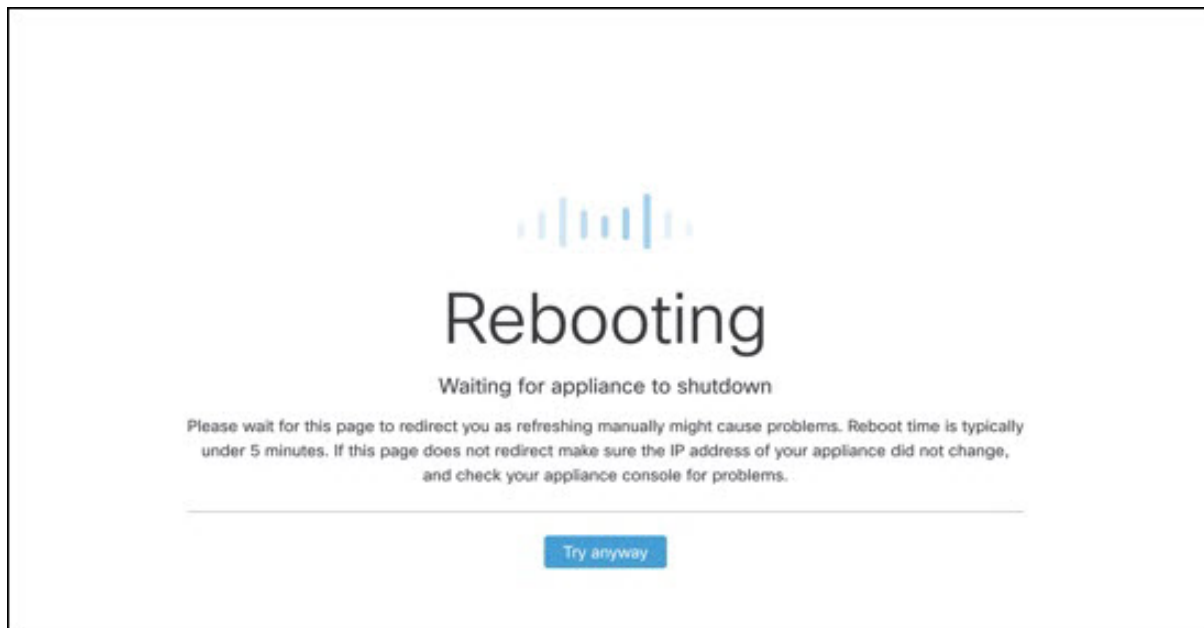 Rebooting
Waiting for appliance to shutdown
Please wait for this page to redirect you as refreshing manually might cause problems. Reboot time is typically
under 5 minutes. If this page does not redirect make sure the IP address of your appliance did not change,
and check your appliance console for problems.
Try anyway